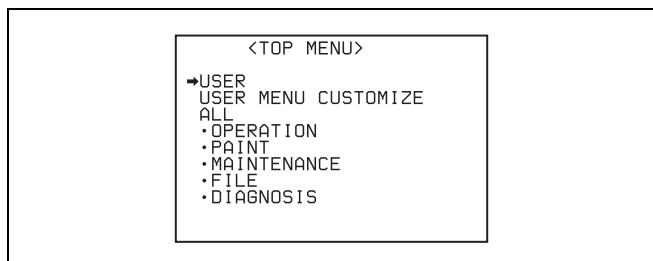 <TOP MENU>
➡USER
USER MENU CUSTOMIZE
ALL
·OPERATION
·PAINT
·MAINTENANCE
·FILE
·DIAGNOSIS